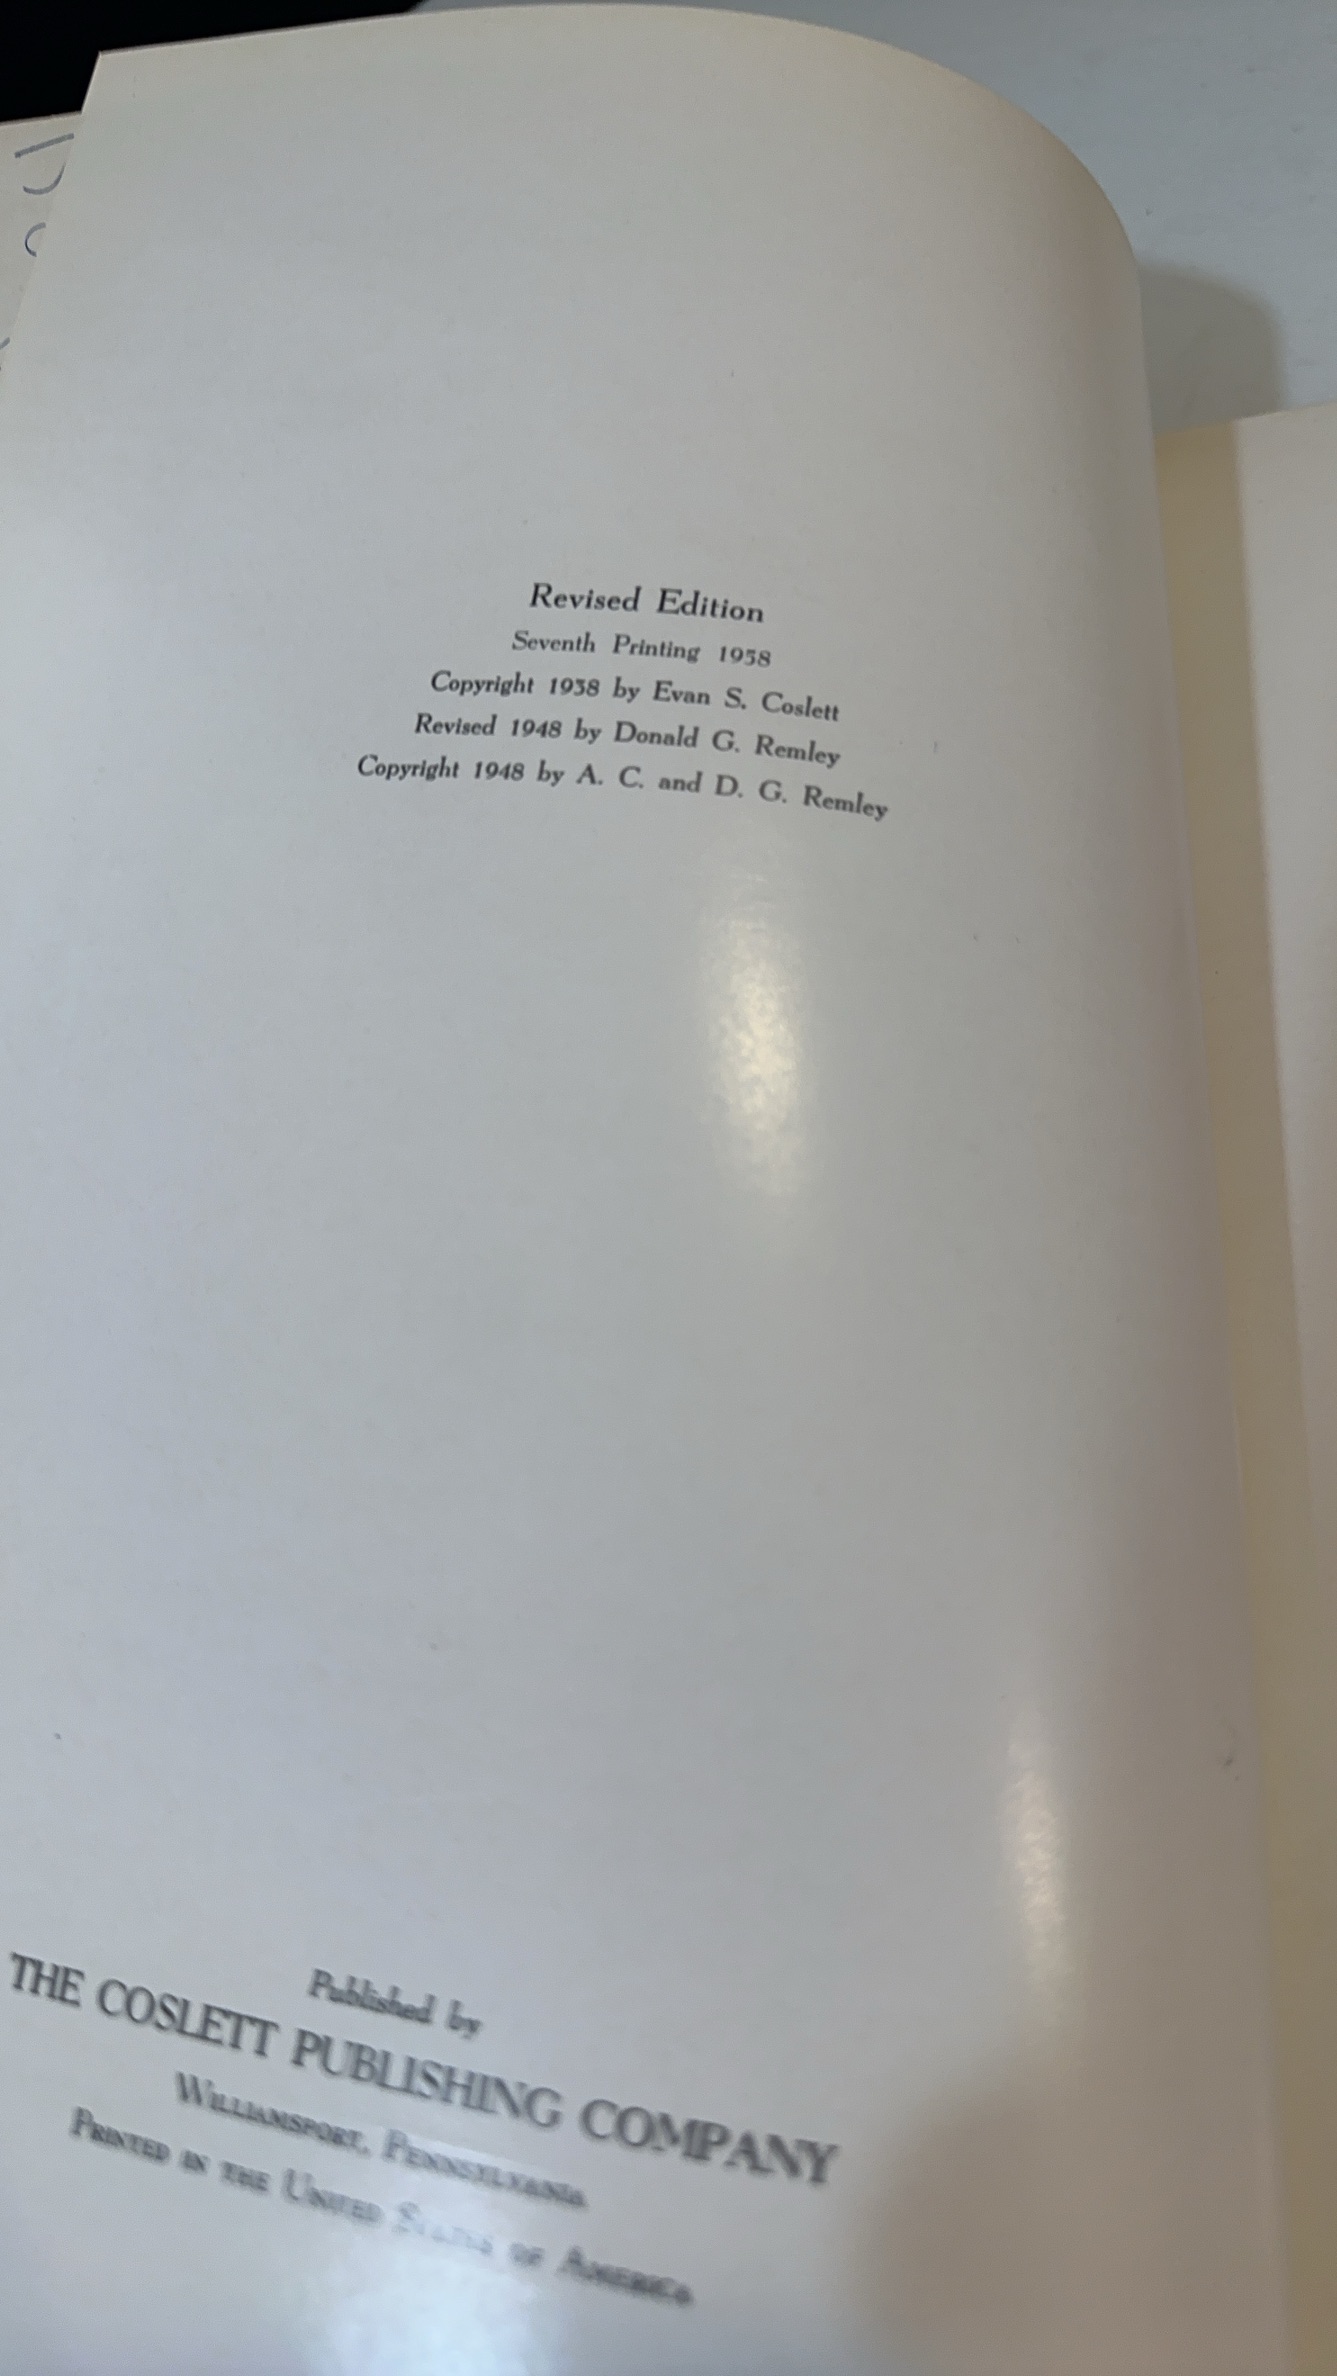 Revised Edition
Seventh Printing 1958
Copyright 1938 by Evan S. Coslett
Revised 1948 by Donald G. Remley
Copyright 1948 by A. C. and D. G. Remley
Published by
THE COSLETT PUBLISHING COMPANY
WILLIAMSPORT, PENNSYLVANIA
PRINTED IN THE UNITED STATES OF AMERICA